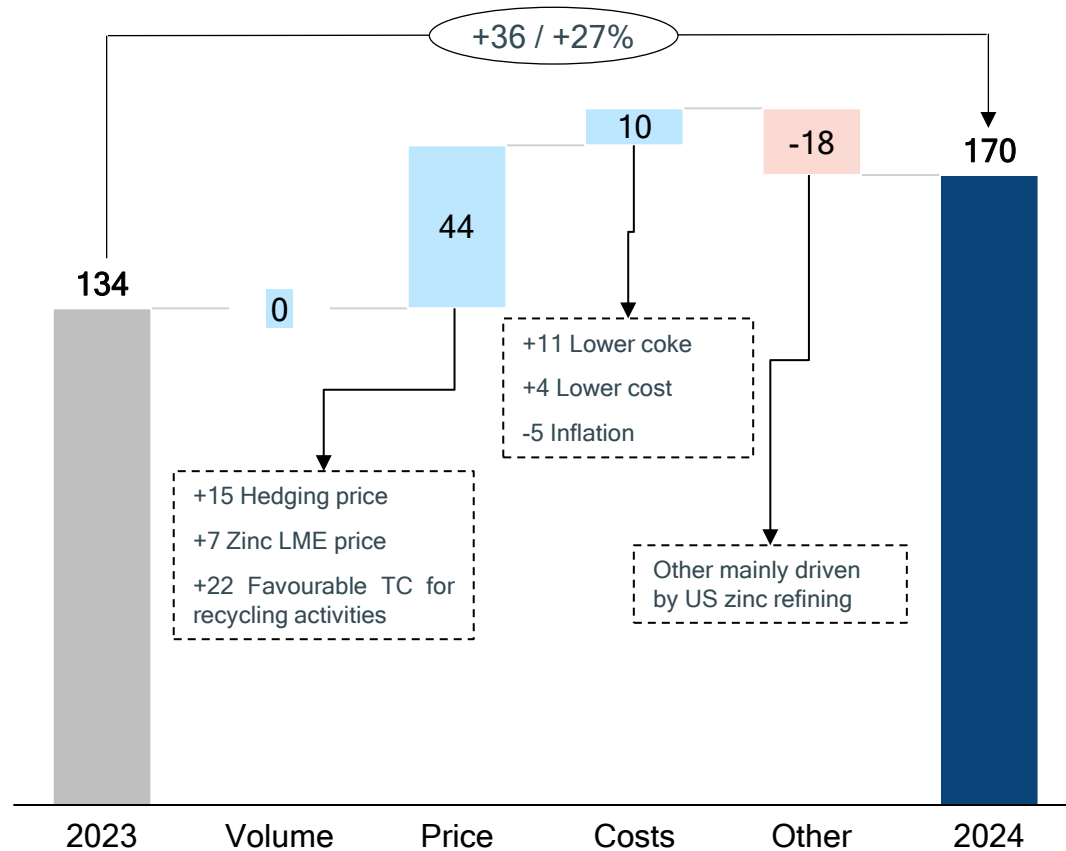 +36 / +27%
10
-18
170
44
134
0
+11 Lower coke
+4 Lower cost
-5 Inflation
+15 Hedging price
+7 Zinc LME price
+22 Favourable TC for
recycling activities
Other mainly driven
by US zinc refining
2023 Volume Price Costs Other 2024